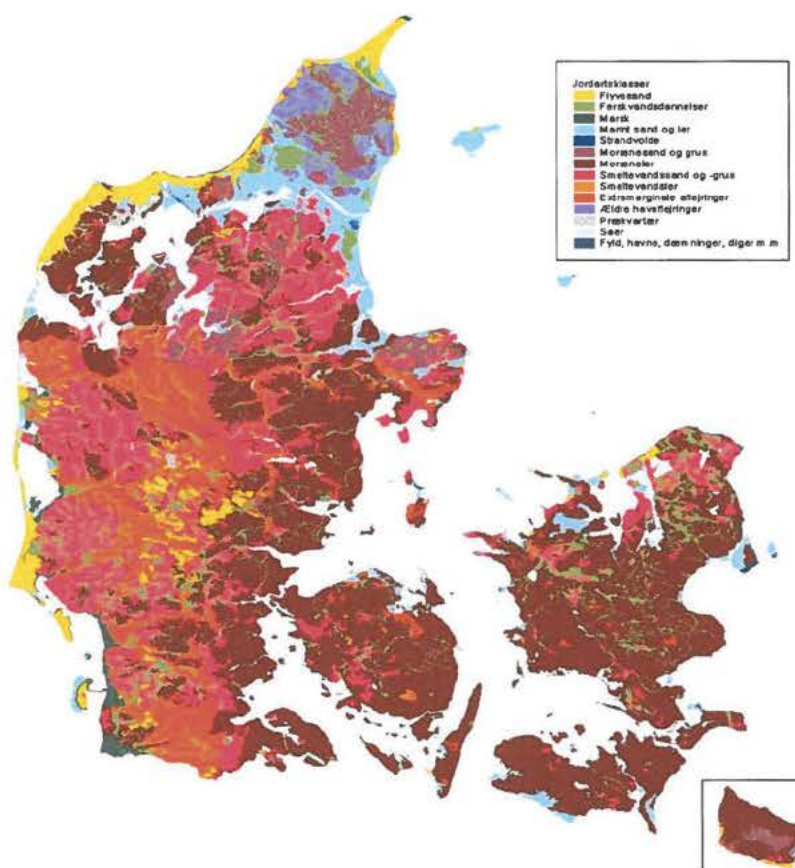 Jordartsklasser
Flyvesand
Ferskvandsdannelser
Marsk
Marint sand og ler
Strandvolde
Morænesand og grus
Moræneler
Smeltevandssand og -grus
Smeltevandsler
Extramarginale aflejringer
Ældre havaflejringer
Prækvartær
Søer
Fyld, havne, dæmninger, diger m.m